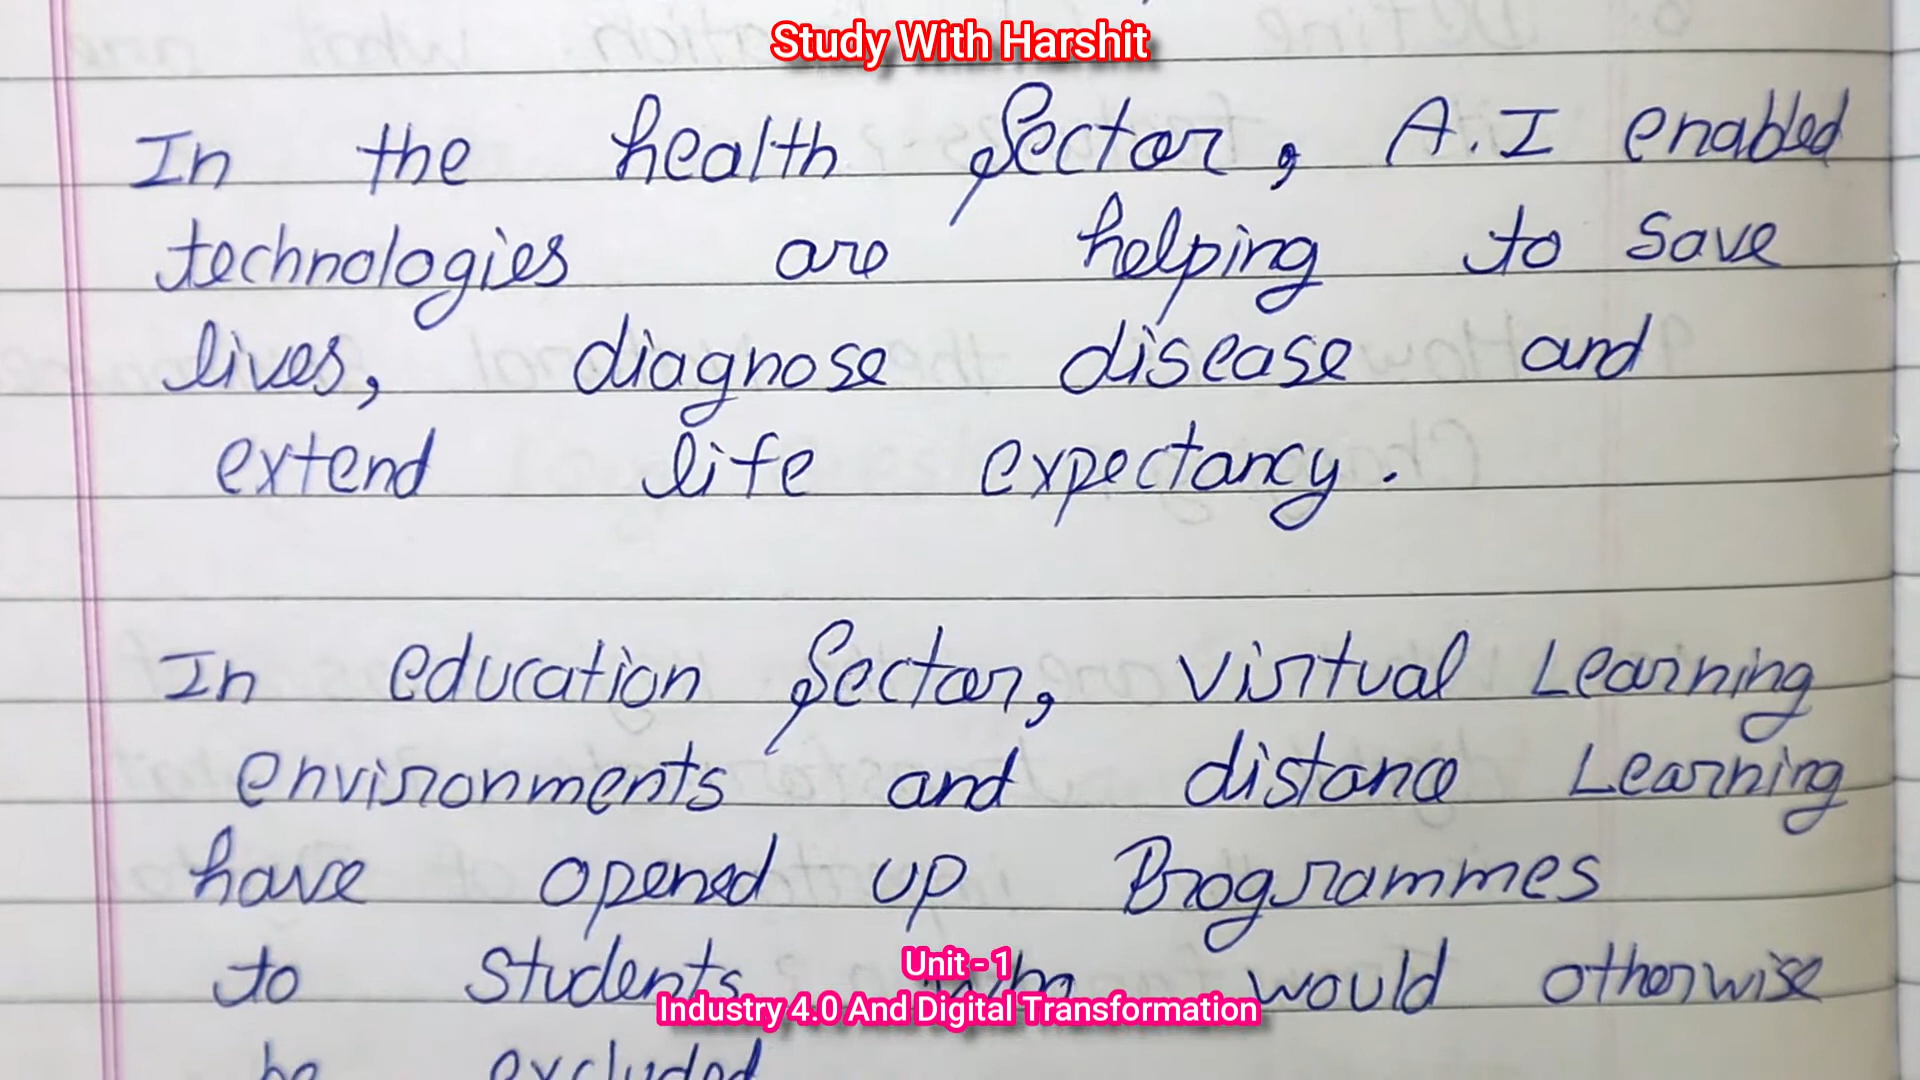 Study With Harshit
In the health Sector, A.I enabled
technologies are helping to save
lives, diagnose disease and
extend life expectancy.
In education Sector, virtual Learning
environments and distance Learning
have opened up Programmes
to students who would otherwise
Unit - 1
Industry 4.0 And Digital Transformation
be excluded